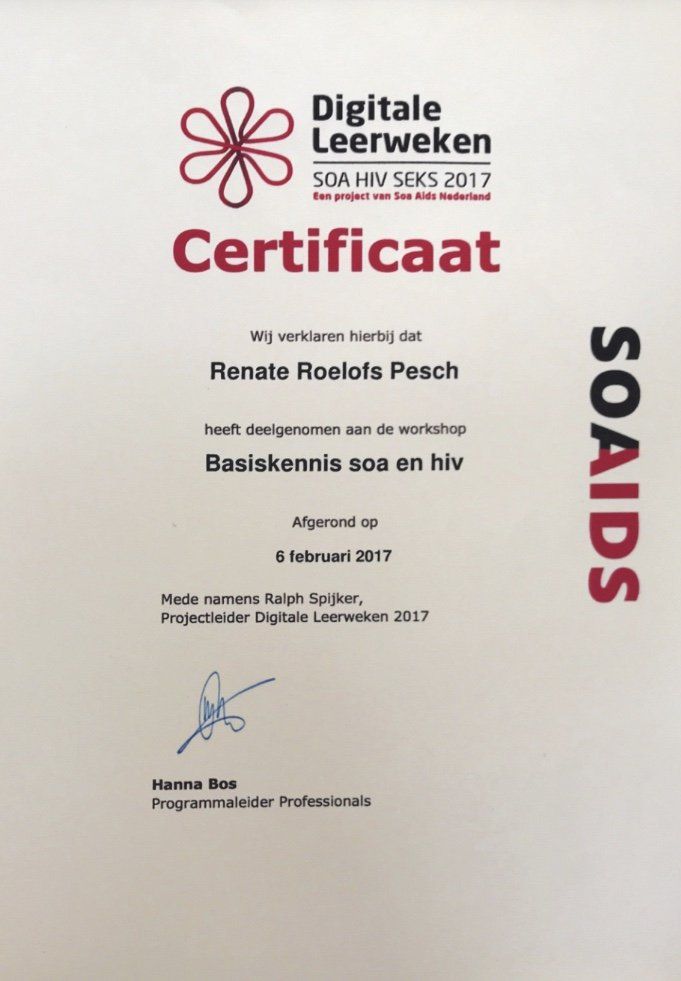 Digitale
Leerweken
SOA HIV SEKS 2017
Een project van Soa Aids Nederland
Certificaat
Wij verklaren hierbij dat
Renate Roelofs Pesch
heeft deelgenomen aan de workshop
Basiskennis soa en hiv
Afgerond op
6 februari 2017
Mede namens Ralph Spijker,
Projectleider Digitale Leerweken 2017
Hanna Bos
Programmaleider Professionals
SOAIDS